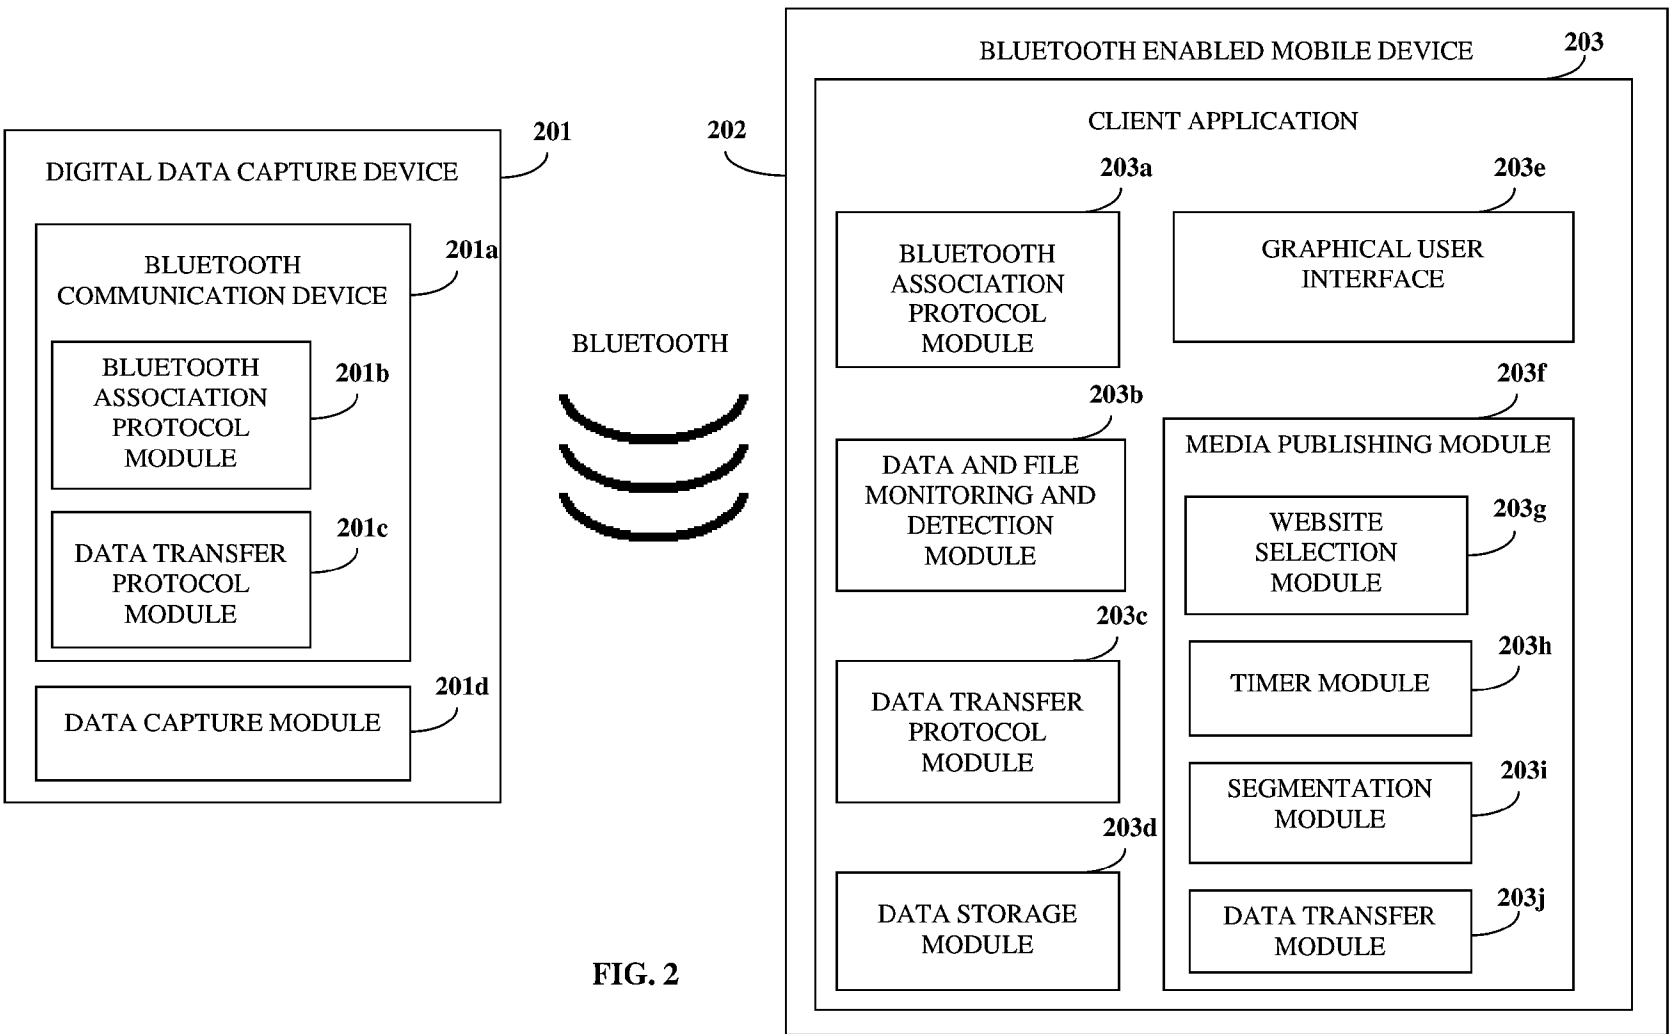 BLUETOOTH ENABLED MOBILE DEVICE
203
CLIENT APPLICATION
201
202
DIGITAL DATA CAPTURE DEVICE
201a
BLUETOOTH
COMMUNICATION DEVICE
201b
BLUETOOTH
ASSOCIATION
PROTOCOL
MODULE
201c
DATA TRANSFER
PROTOCOL
MODULE
201d
DATA CAPTURE MODULE
BLUETOOTH
203a
BLUETOOTH
ASSOCIATION
PROTOCOL
MODULE
203b
DATA AND FILE
MONITORING AND
DETECTION
MODULE
203c
DATA TRANSFER
PROTOCOL
MODULE
203d
DATA STORAGE
MODULE
203e
GRAPHICAL USER
INTERFACE
203f
MEDIA PUBLISHING MODULE
203g
WEBSITE
SELECTION
MODULE
203h
TIMER MODULE
203i
SEGMENTATION
MODULE
203j
DATA TRANSFER
MODULE
FIG. 2